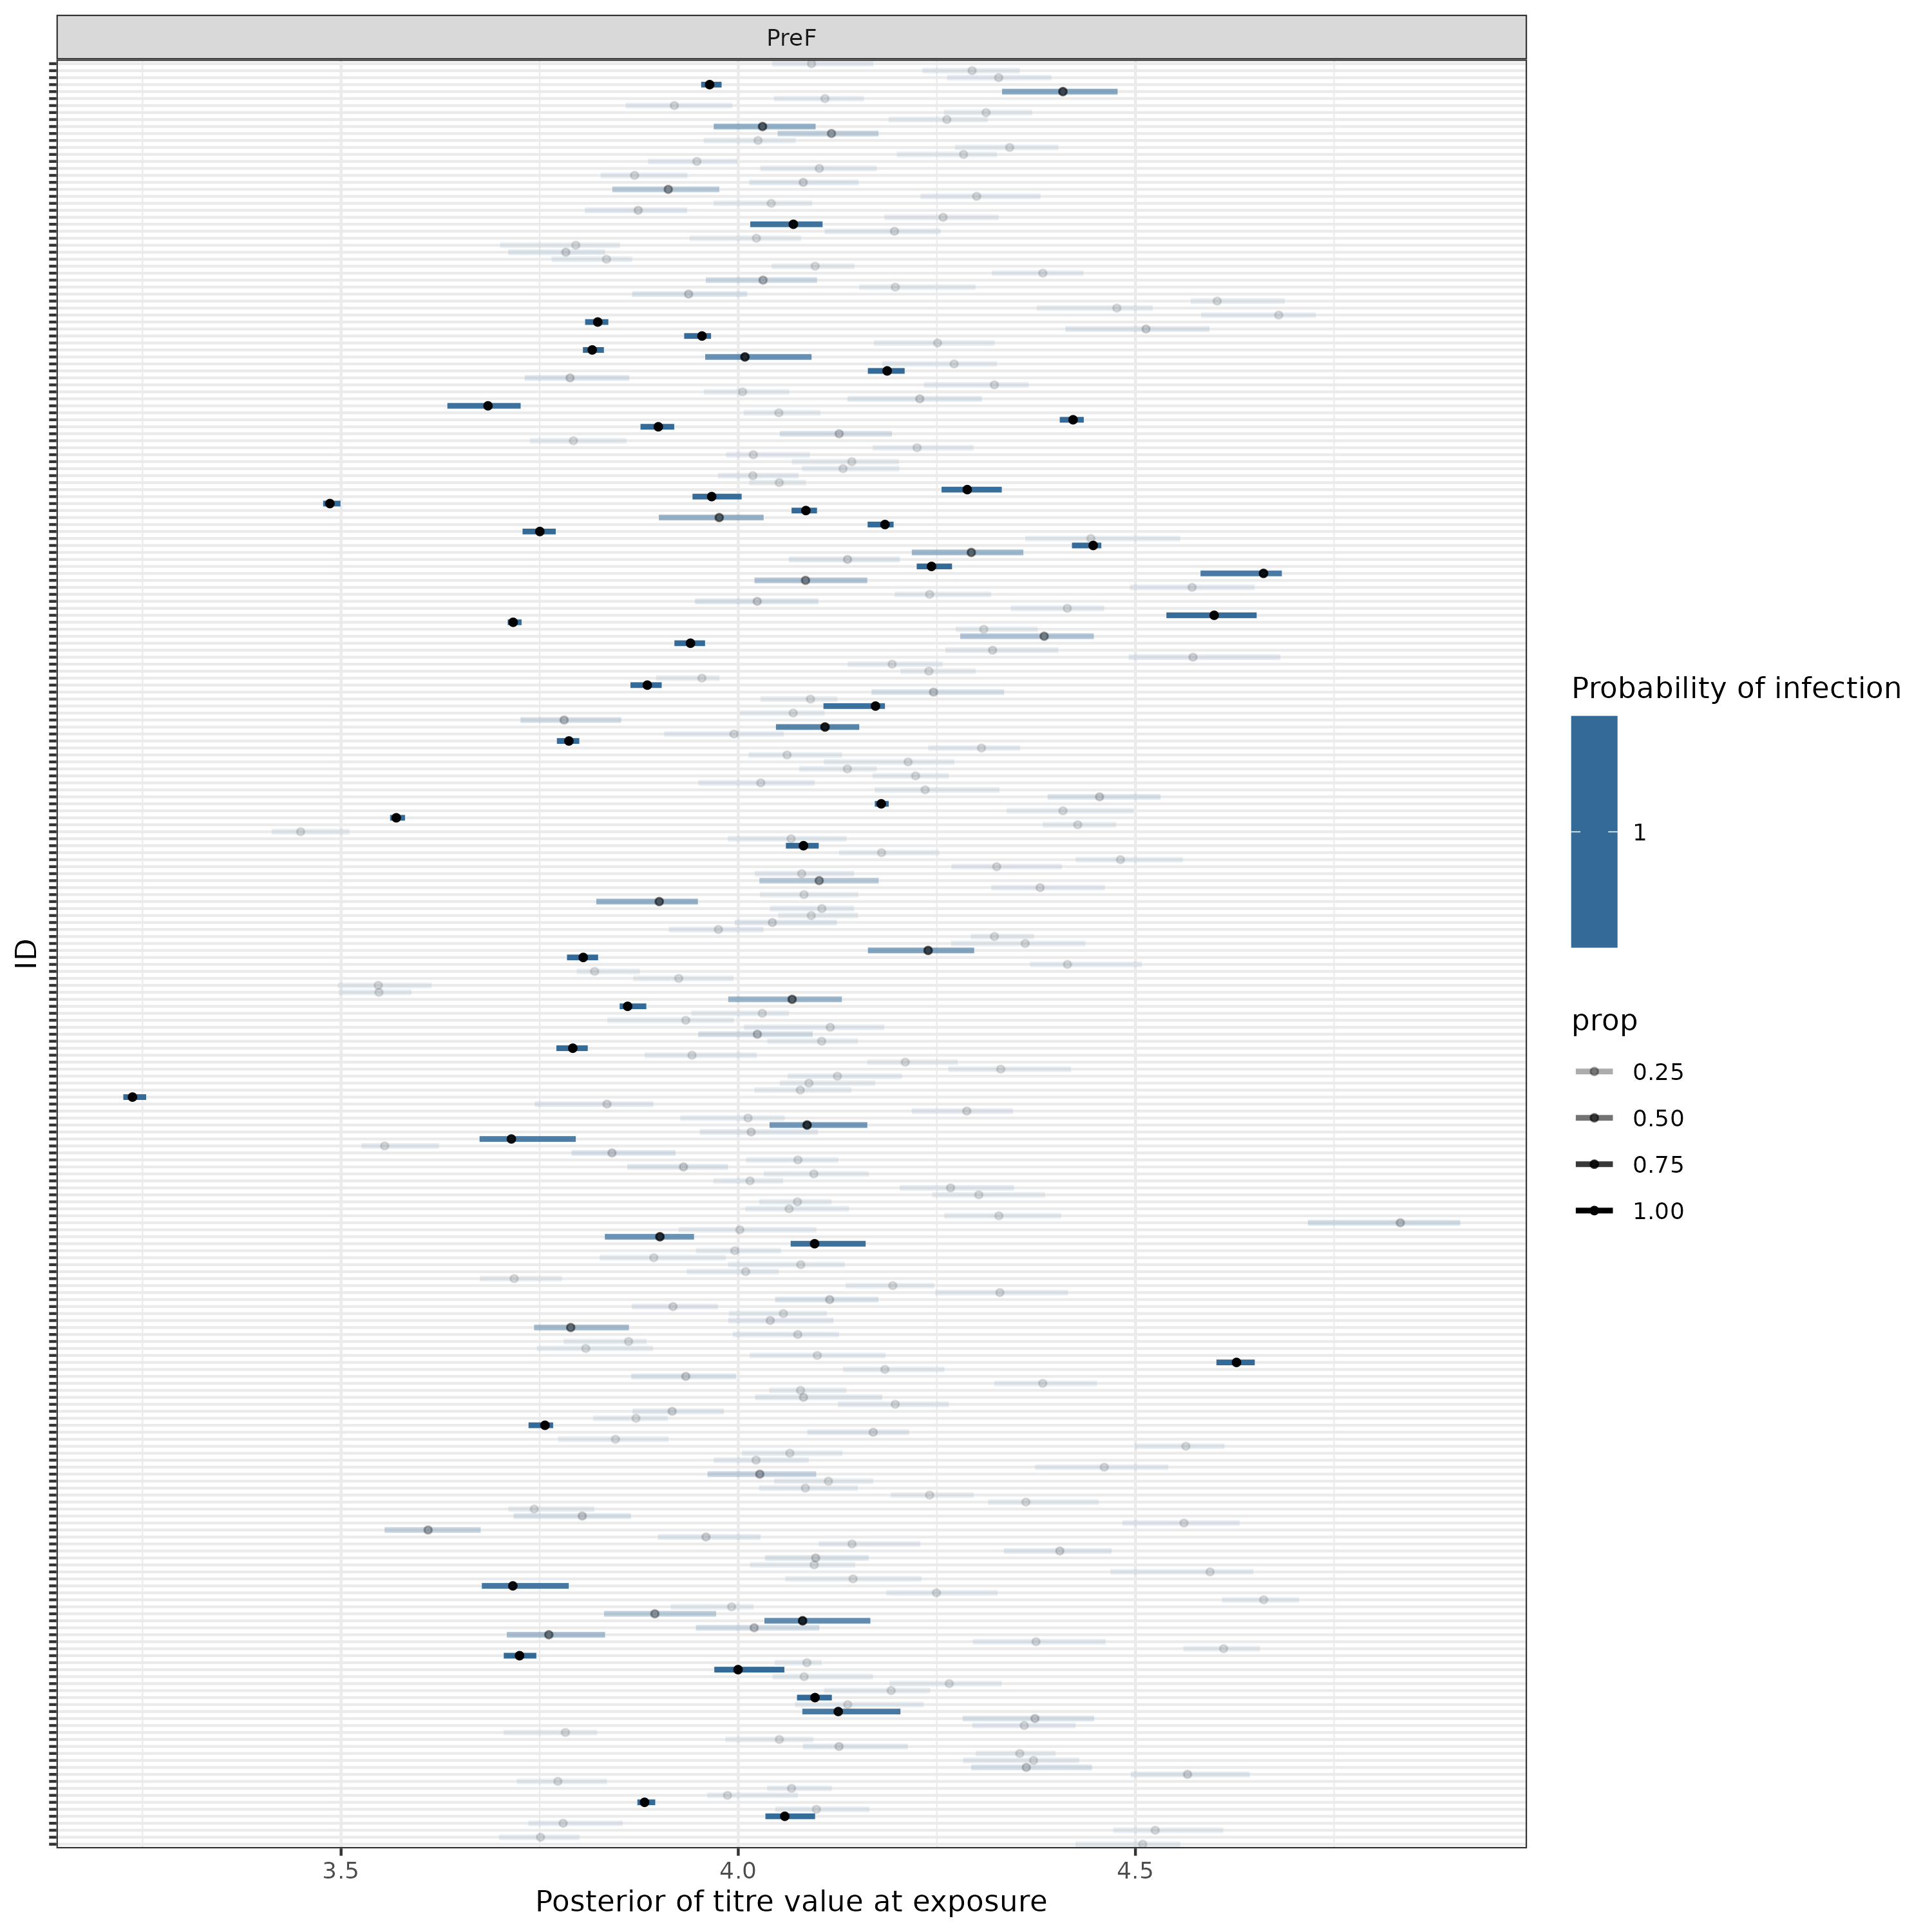 PreF
ID
3.5
4.0
4.5
Posterior of titre value at exposure
Probability of infection
1
prop
0.25
0.50
0.75
1.00